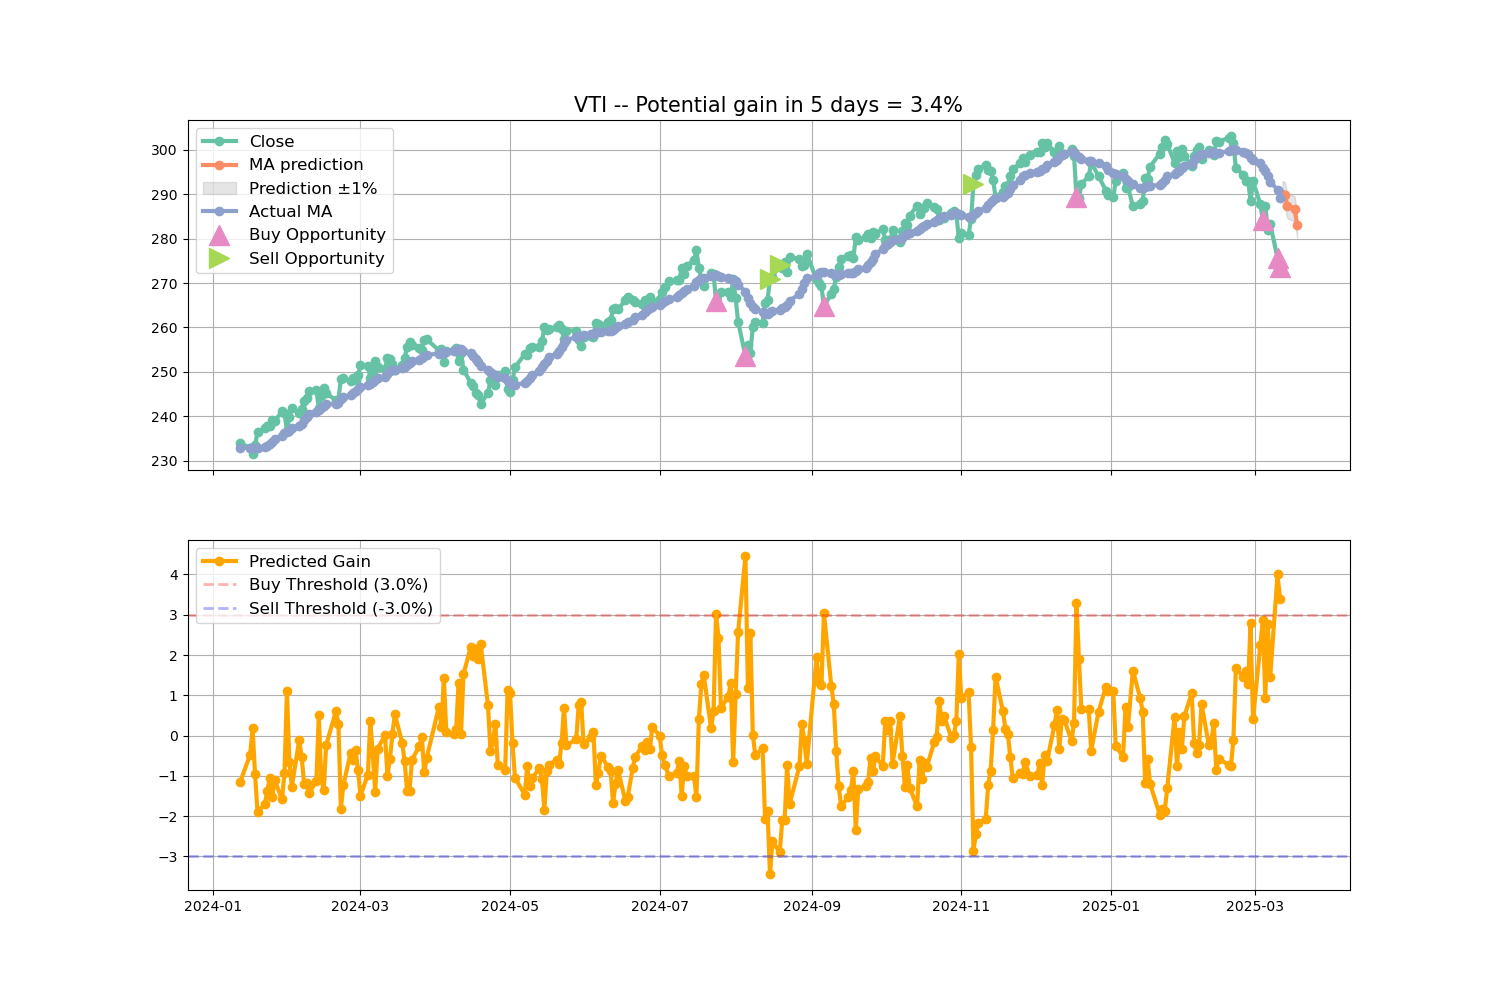 VTI -- Potential gain in 5 days = 3.4%
300
290
280
270
260
250
240
230
Close
MA prediction
Prediction ±1%
Actual MA
Buy Opportunity
Sell Opportunity
4
3
2
1
0
−1
−2
−3
Predicted Gain
Buy Threshold (3.0%)
Sell Threshold (-3.0%)
2024-01
2024-03
2024-05
2024-07
2024-09
2024-11
2025-01
2025-03